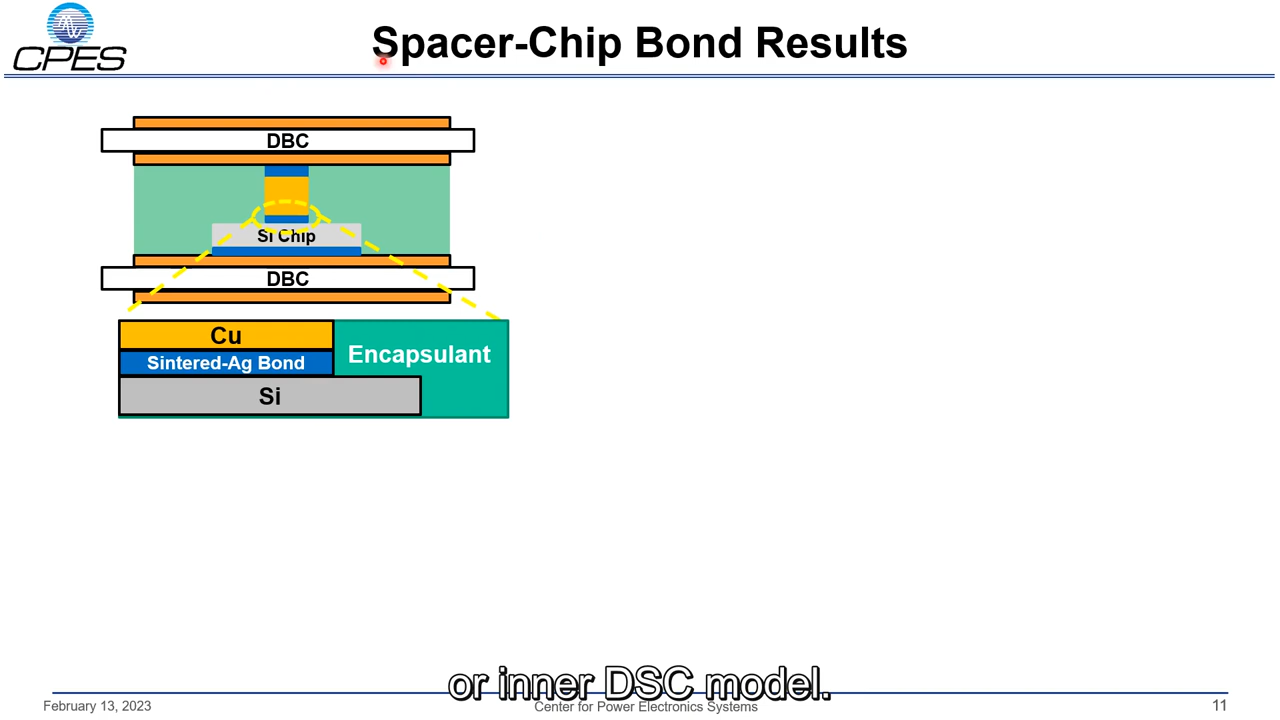 CPES
Spacer-Chip Bond Results
DBC
Si Chip
DBC
Cu
Sintered-Ag Bond
Encapsulant
Si
or inner DSC model.
February 13, 2023
Center for Power Electronics Systems
11